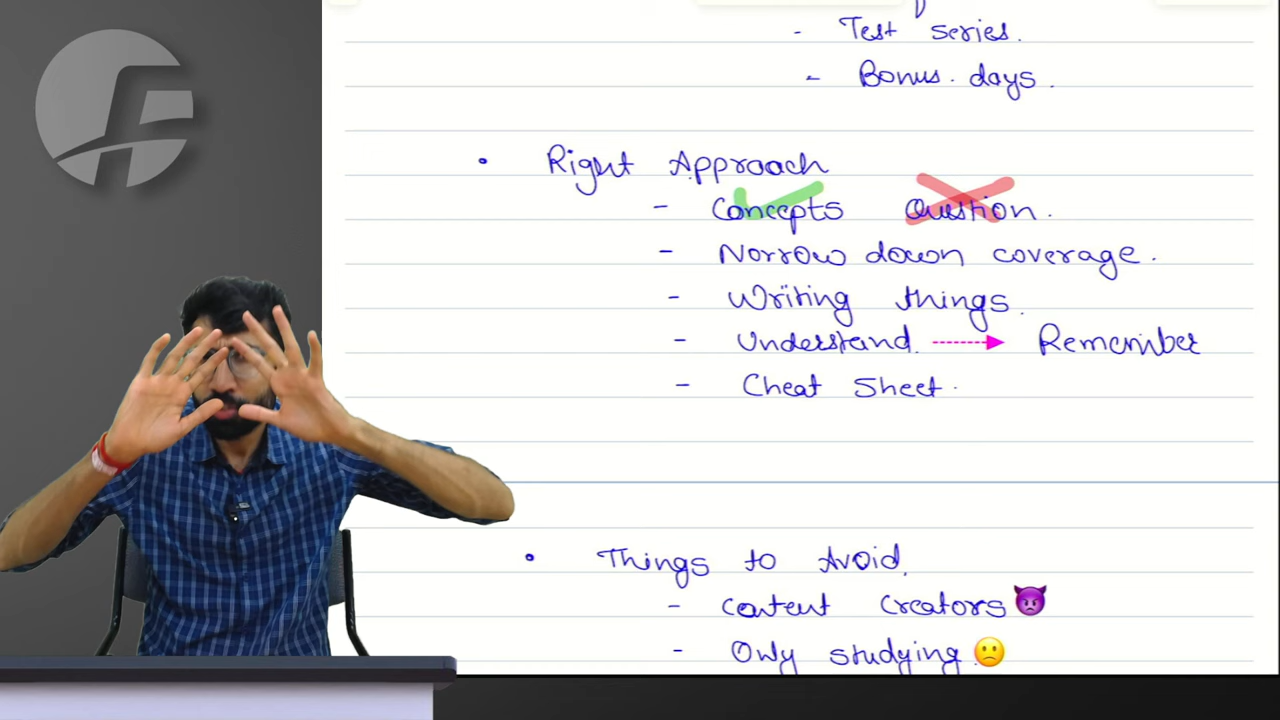 - Test series.
- Bonus days.
• Right Approach
- Concepts Question.
- Norrow down coverage.
- Writing things.
- Understand. Remember
- Cheat Sheet.
• Things to Avoid.
- Content Creators 👿
- Only studying. 🙁